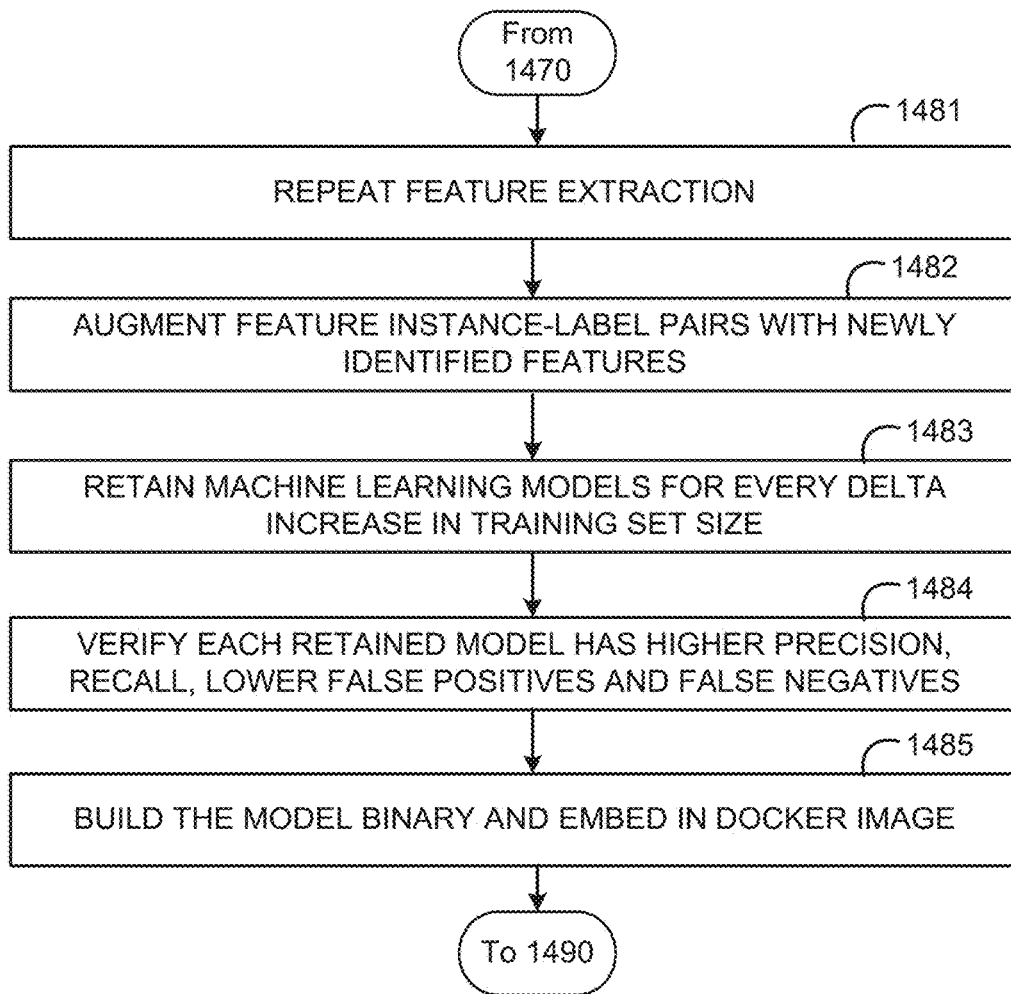 From
1470
1481
REPEAT FEATURE EXTRACTION
1482
AUGMENT FEATURE INSTANCE-LABEL PAIRS WITH NEWLY
IDENTIFIED FEATURES
1483
RETAIN MACHINE LEARNING MODELS FOR EVERY DELTA
INCREASE IN TRAINING SET SIZE
1484
VERIFY EACH RETAINED MODEL HAS HIGHER PRECISION,
RECALL, LOWER FALSE POSITIVES AND FALSE NEGATIVES
1485
BUILD THE MODEL BINARY AND EMBED IN DOCKER IMAGE
To 1490